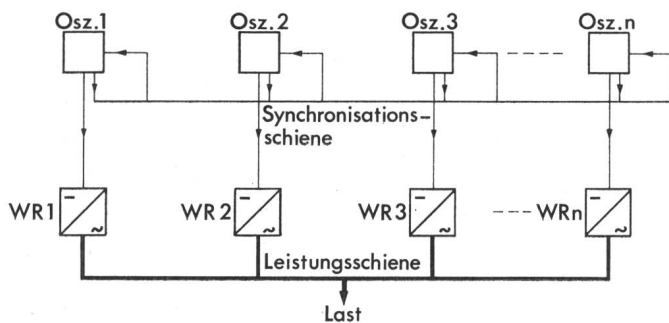 Osz.1 Osz.2 Osz.3 Osz.n
Synchronisations-
schiene
WR1 WR2 WR3 WRn
Leistungsschiene
Last